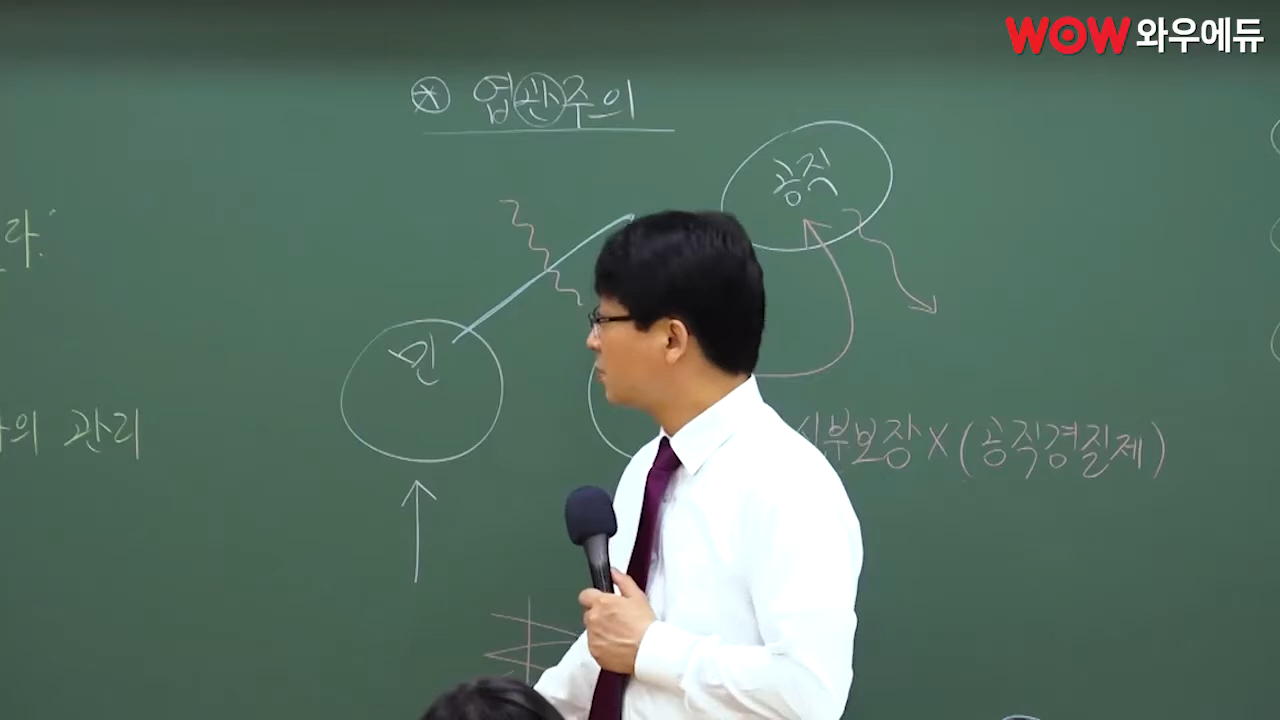 WOW 와우에듀
※ 엽관주의
공직
라.
민
의 관리
신분보장 X (공직경질제)